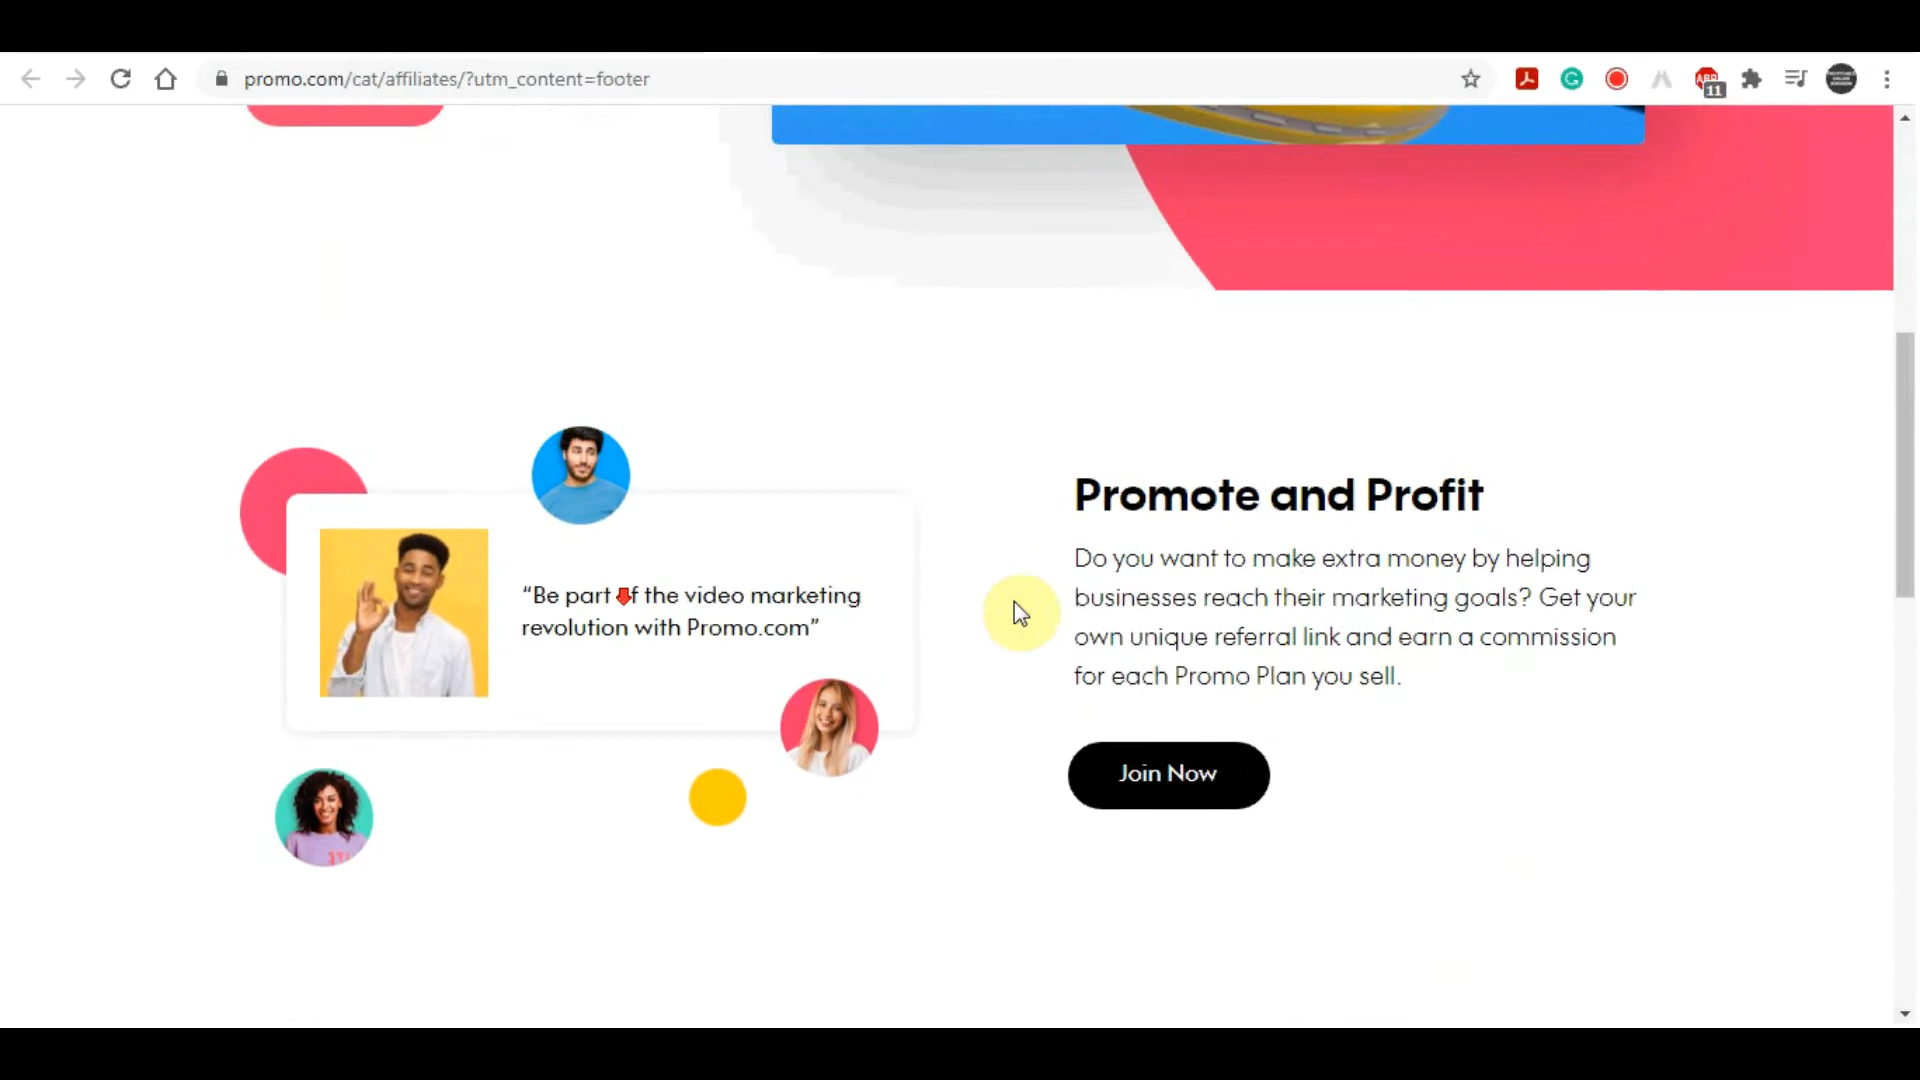 promo.com/cat/affiliates/?utm_content=footer
11
Promote and Profit
Do you want to make extra money by helping
businesses reach their marketing goals? Get your
own unique referral link and earn a commission
for each Promo Plan you sell.
Join Now
“Be part of the video marketing
revolution with Promo.com”